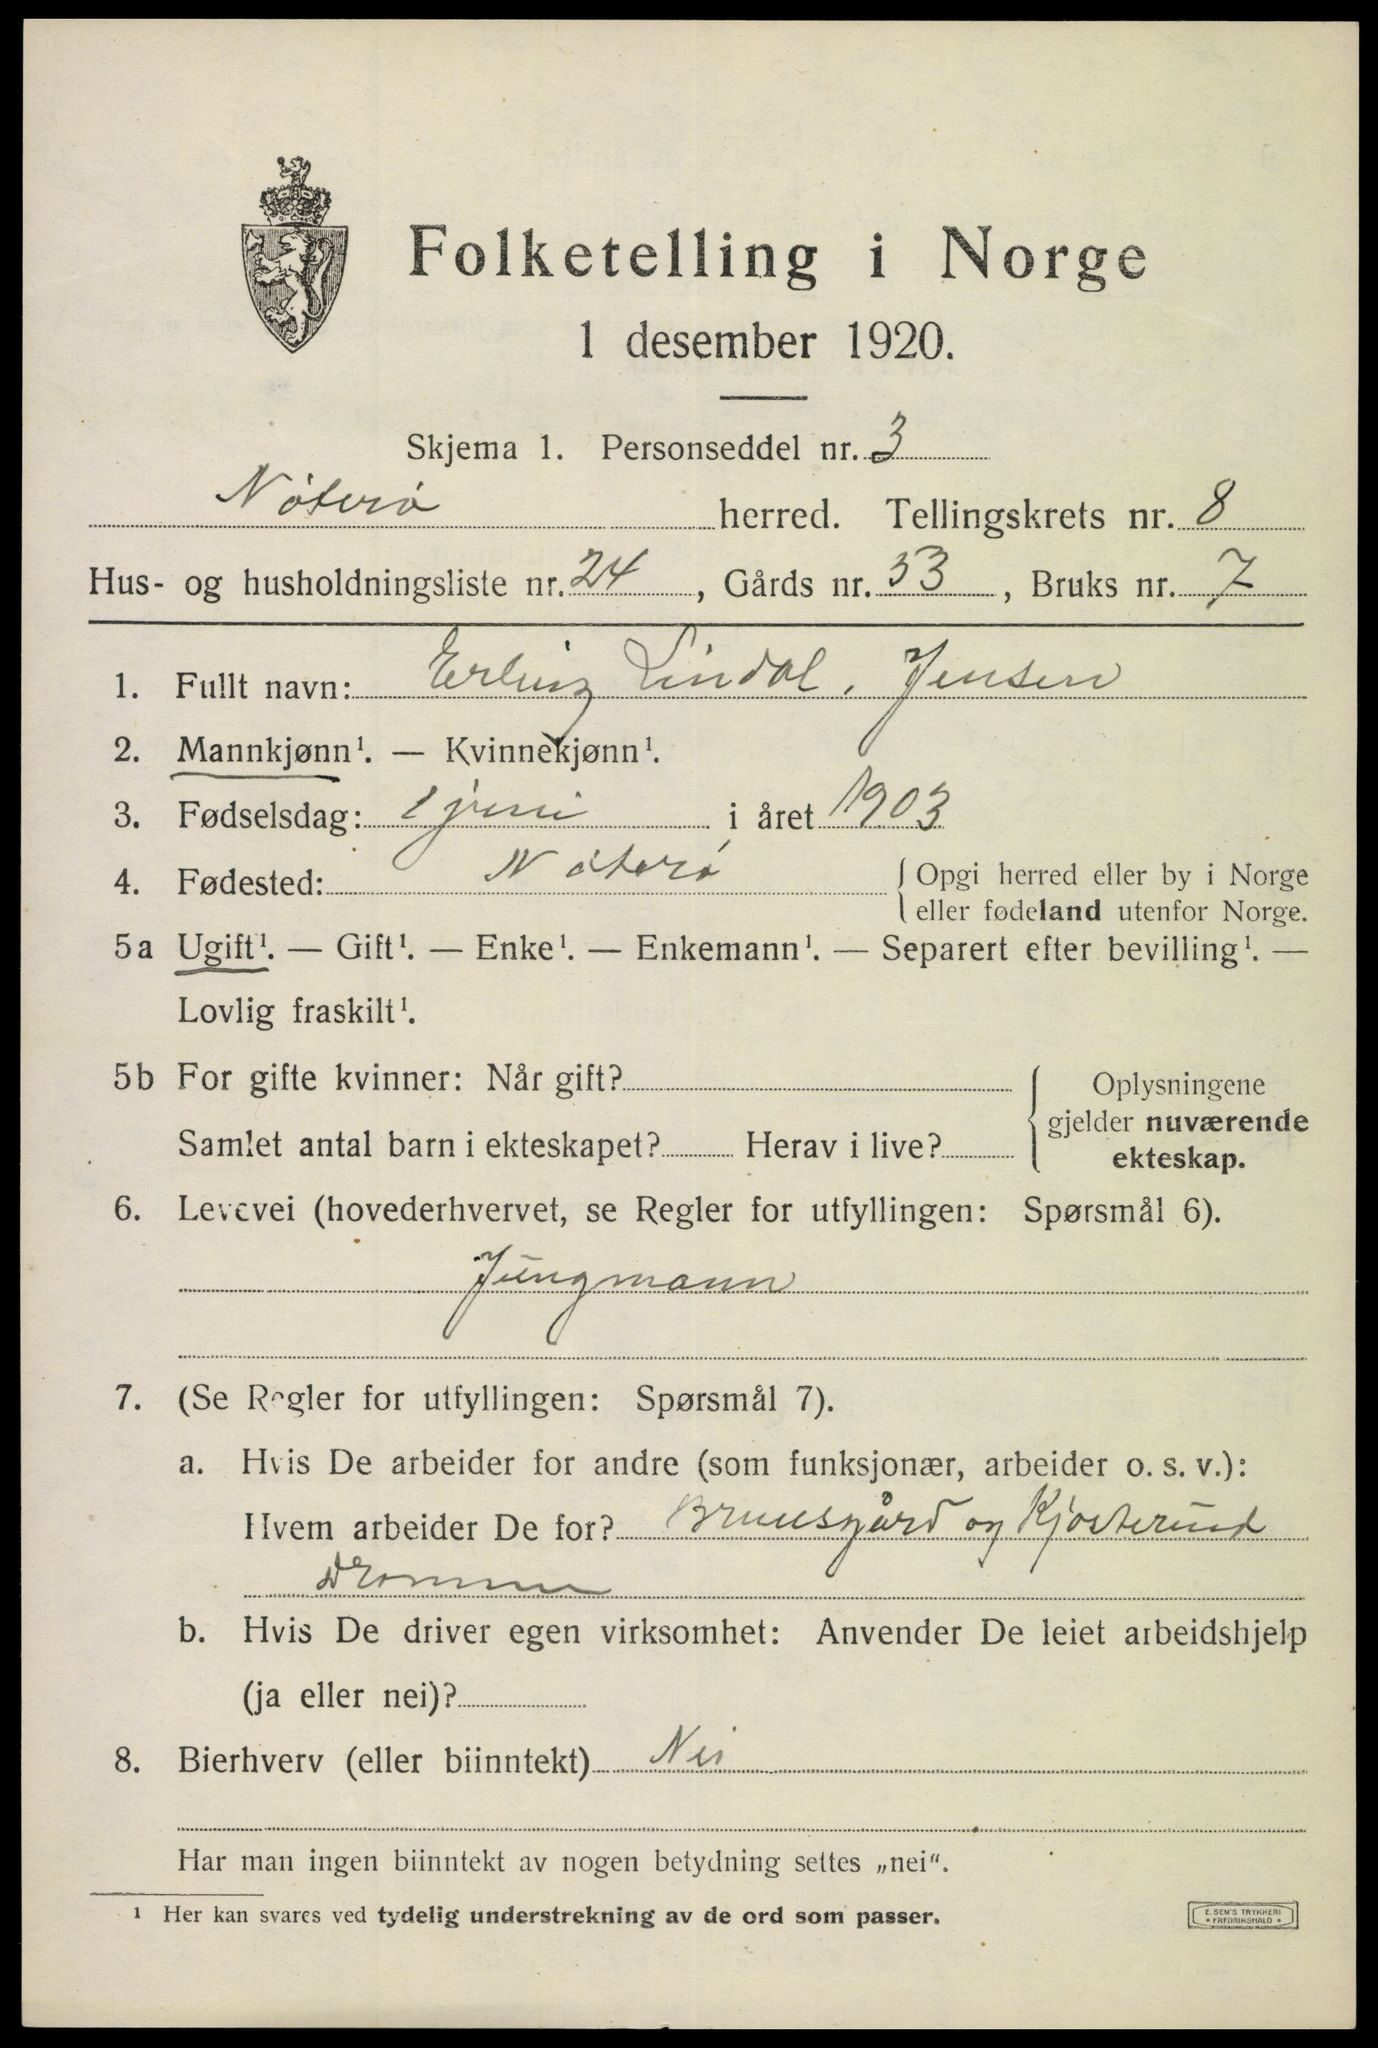 Folketelling i Norge
1 desember 1920.
Skjema 1. Personseddel nr. 3
Nøterø herred. Tellingskrets nr. 8
Hus- og husholdningsliste nr. 24, Gårds nr. 53, Bruks nr. 7
1. Fullt navn: Erling Lindal. Jensen
2. Mannkjønn¹. — Kvinnekjønn¹.
3. Fødselsdag: 1 juni i året 1903
4. Fødested: Nøterø { Opgi herred eller by i Norge
eller fødeland utenfor Norge.
5a Ugift¹. — Gift¹. — Enke¹. — Enkemann¹. — Separert efter bevilling¹. —
Lovlig fraskilt¹.
5b For gifte kvinner: Når gift?
Samlet antal barn i ekteskapet? Herav i live?
{ Oplysningene
gjelder nuværende
ekteskap.
6. Levevei (hovederhvervet, se Regler for utfyllingen: Spørsmål 6).
Jungmann
7. (Se Regler for utfyllingen: Spørsmål 7).
a. Hvis De arbeider for andre (som funksjonær, arbeider o. s. v.):
Hvem arbeider De for? Bruusgård og Kjøsterud
b. Hvis De driver egen virksomhet: Anvender De leiet arbeidshjelp
(ja eller nei)?
8. Bierhverv (eller biinntekt) Nei
Har man ingen biinntekt av nogen betydning settes „nei“.
¹ Her kan svares ved tydelig understrekning av de ord som passer.
E. SEM'S TRYKKERI
* FREDRIKSHALD *